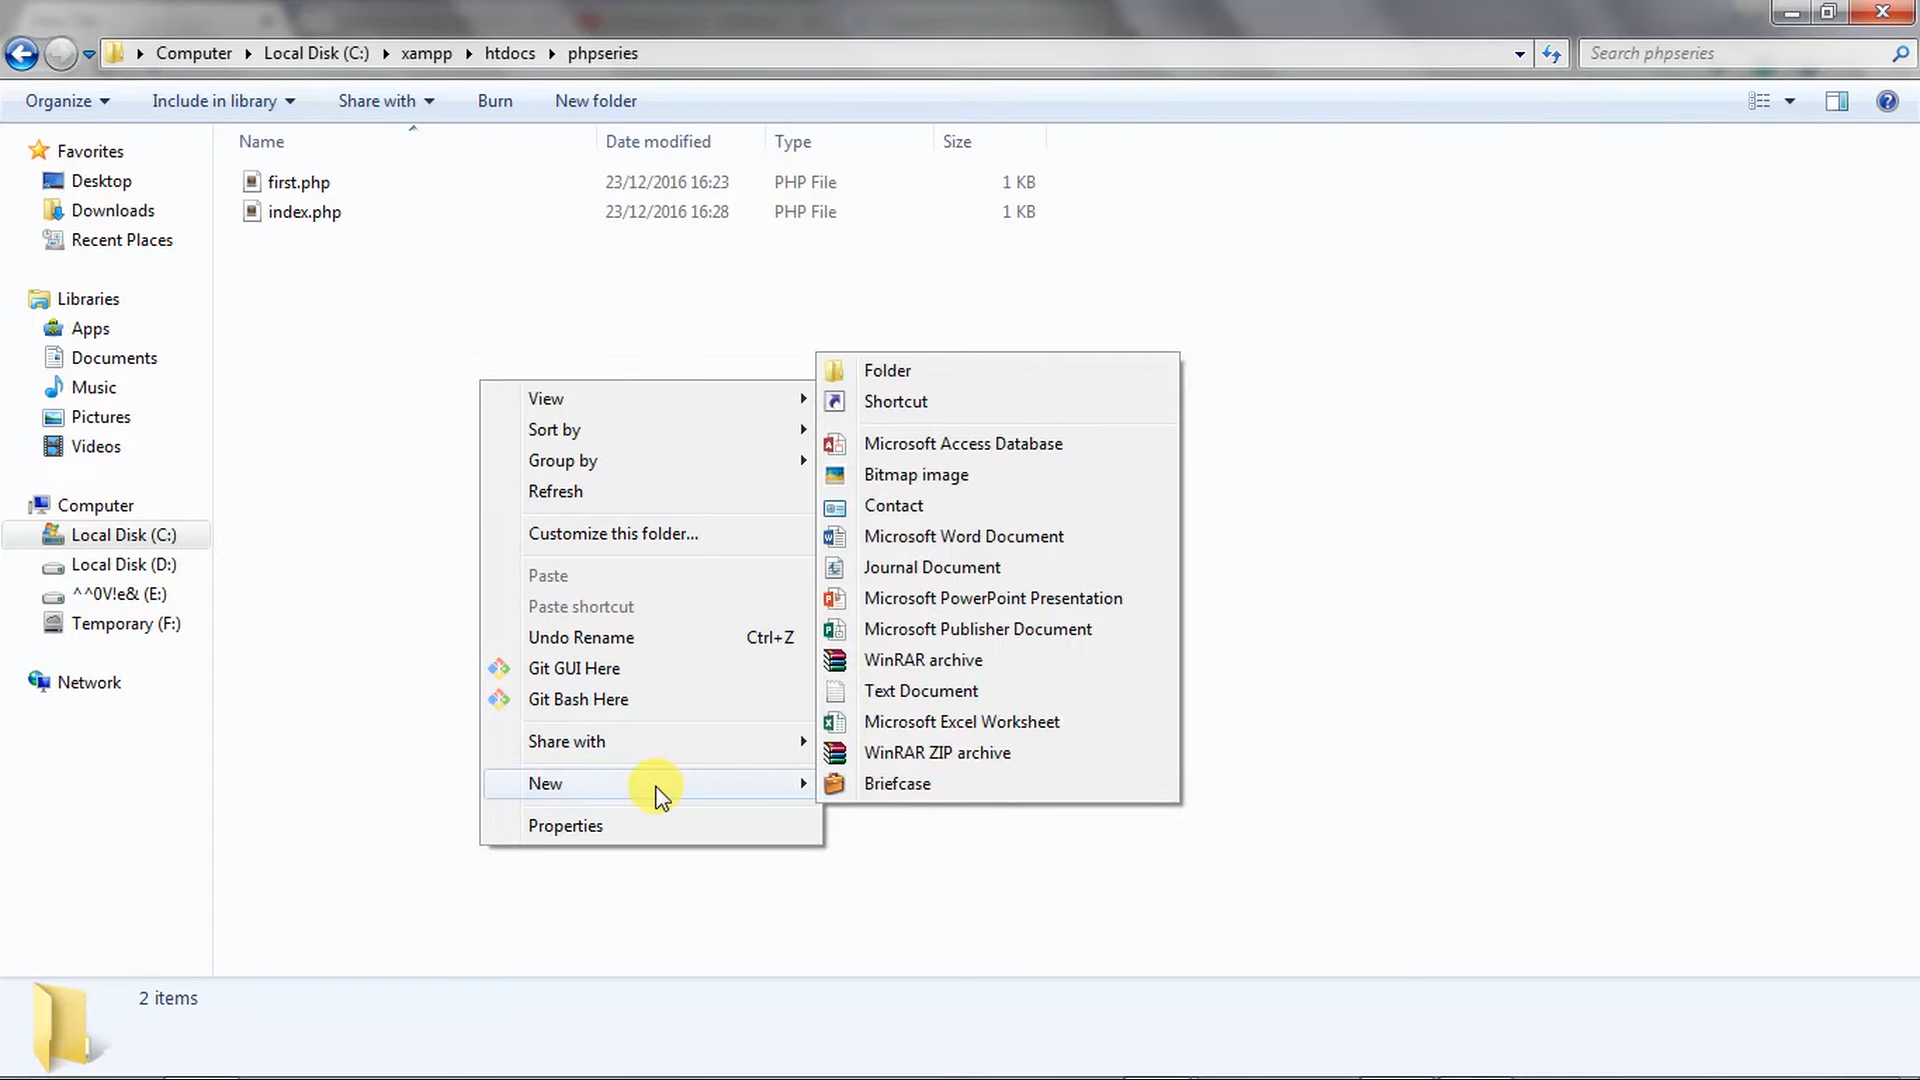 Computer Local Disk (C:) xampp htdocs phpseries
Search phpseries
Organize Include in library Share with Burn New folder
Name Date modified Type Size
first.php 23/12/2016 16:23 PHP File 1 KB
index.php 23/12/2016 16:28 PHP File 1 KB
Favorites
Desktop
Downloads
Recent Places
Libraries
Apps
Documents
Music
Pictures
Videos
Computer
Local Disk (C:)
Local Disk (D:)
^^0V!e& (E:)
Temporary (F:)
Network
View
Sort by
Group by
Refresh
Customize this folder...
Paste
Paste shortcut
Undo Rename Ctrl+Z
Git GUI Here
Git Bash Here
Share with
New
Properties
Folder
Shortcut
Microsoft Access Database
Bitmap image
Contact
Microsoft Word Document
Journal Document
Microsoft PowerPoint Presentation
Microsoft Publisher Document
WinRAR archive
Text Document
Microsoft Excel Worksheet
WinRAR ZIP archive
Briefcase
2 items